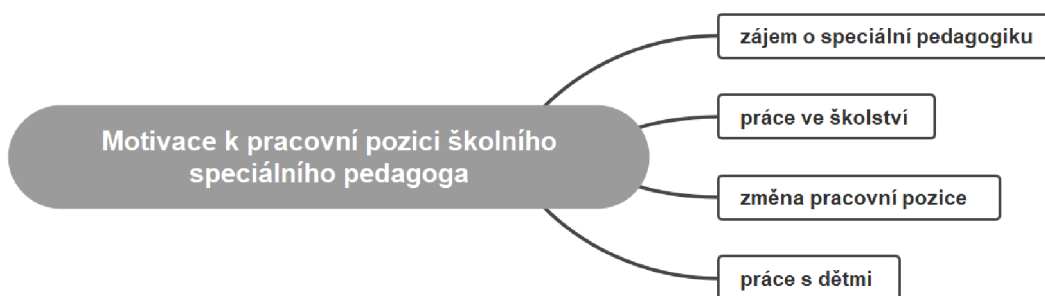 Motivace k pracovní pozici školního
speciálního pedagoga
zájem o speciální pedagogiku
práce ve školství
změna pracovní pozice
práce s dětmi